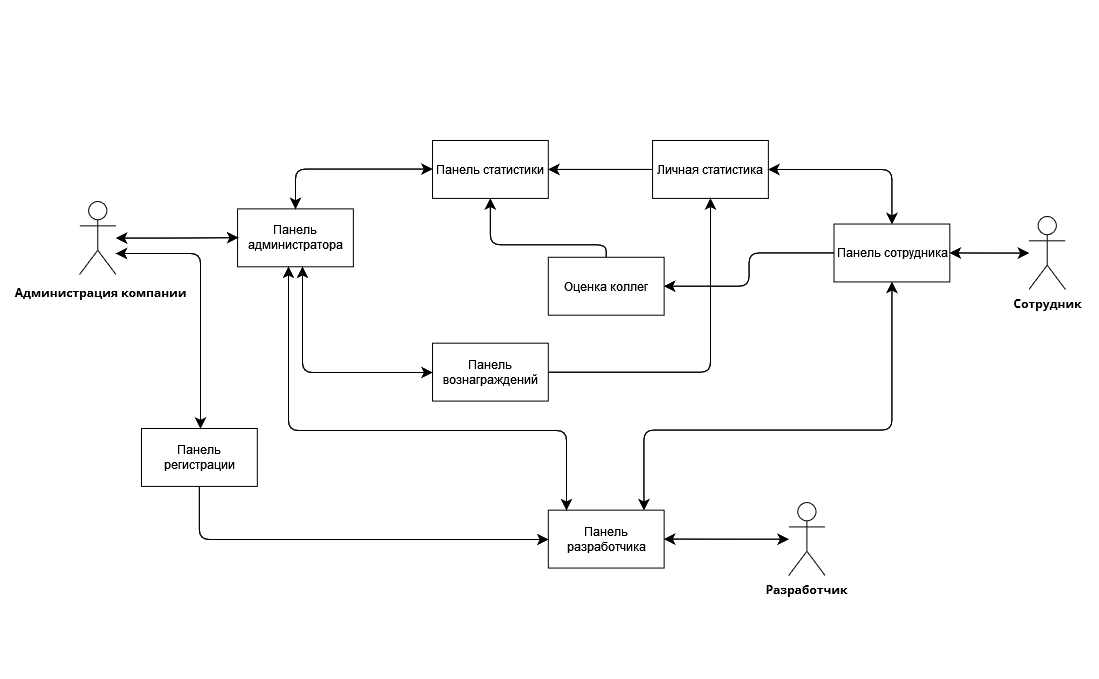 Панель статистики
Личная статистика
Панель
администратора
Панель сотрудника
Администрация компании
Оценка коллег
Сотрудник
Панель
вознаграждений
Панель
регистрации
Панель
разработчика
Разработчик